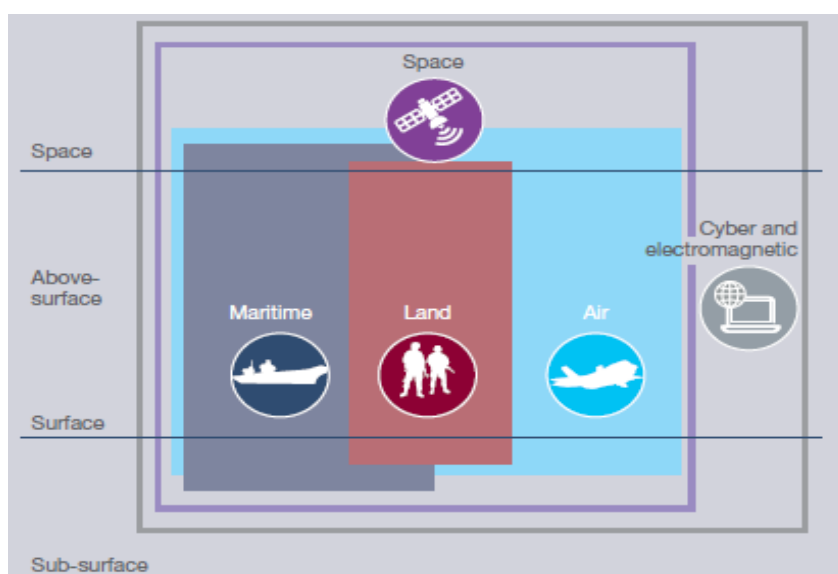 Space
Space
Cyber and
electromagnetic
Above-
surface
Maritime
Land
Air
Surface
Sub-surface